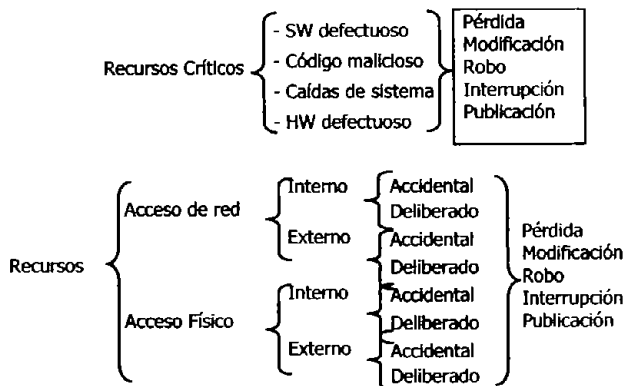 Recursos Críticos
- SW defectuoso
- Código malicioso
- Caídas de sistema
- HW defectuoso
Pérdida
Modificación
Robo
Interrupción
Publicación
Recursos
Acceso de red
Interno
Accidental
Deliberado
Externo
Accidental
Deliberado
Acceso Físico
Interno
Accidental
Deliberado
Externo
Accidental
Deliberado
Pérdida
Modificación
Robo
Interrupción
Publicación